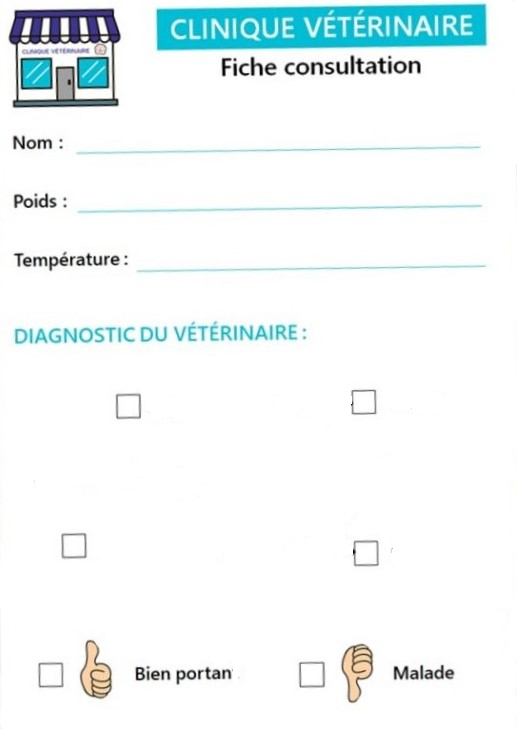 CLINIQUE VÉTÉRINAIRE
CLINIQUE VÉTÉRINAIRE
Fiche consultation
Nom :
Poids :
Température :
DIAGNOSTIC DU VÉTÉRINAIRE :
Bien portan
Malade